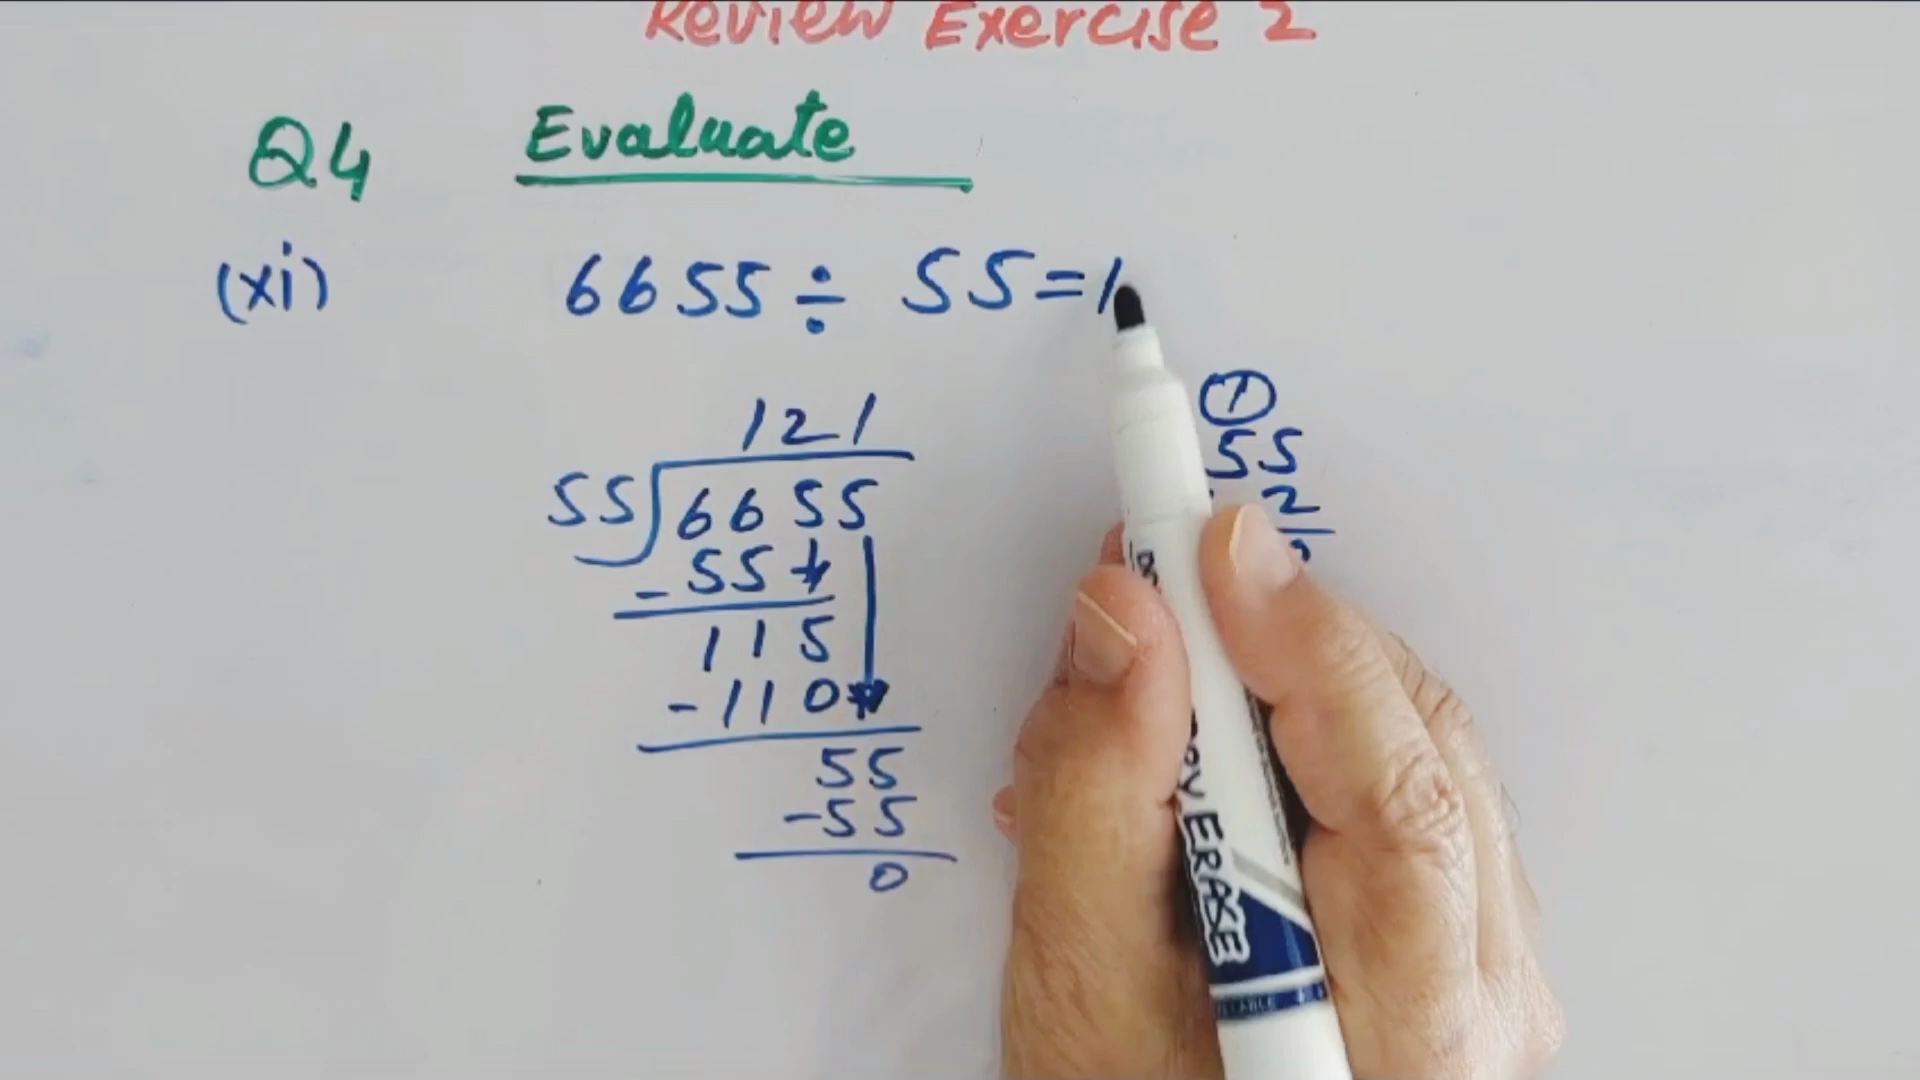 Review Exercise 2
Q4 Evaluate
(xi) 6655 ÷ 55 = 1
121
55 6655
- 55
115
- 110
55
- 55
0
1
55
2
ERASE